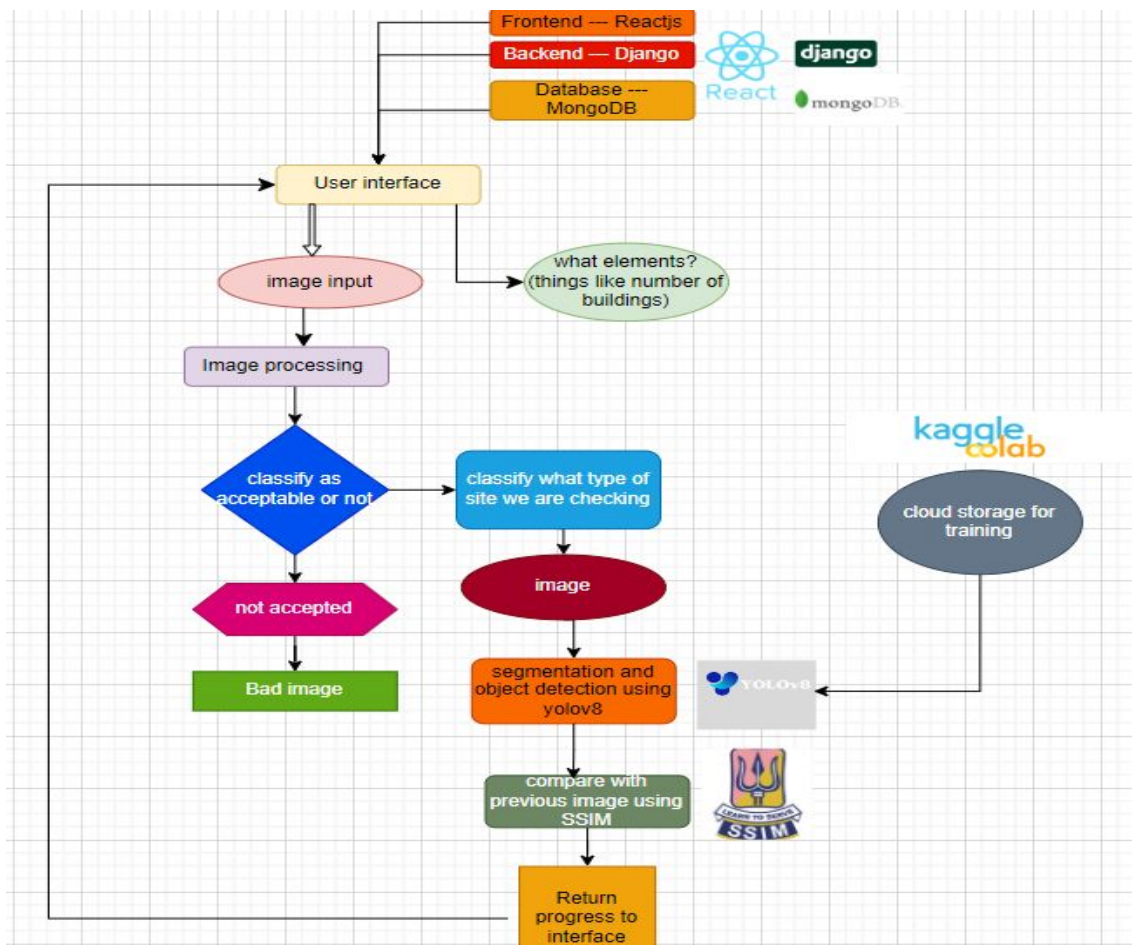 Frontend --- Reactjs
Backend --- Django
Database ---
MongoDB
React
django
mongoDB.
User interface
image input
what elements?
(things like number of
buildings)
Image processing
kaggle
colab
classify as
acceptable or not
classify what type of
site we are checking
cloud storage for
training
image
not accepted
Bad image
segmentation and
object detection using
yolov8
YOLOv8
compare with
previous image using
SSIM
LEARN TO SERVE
SSIM
Return
progress to
interface